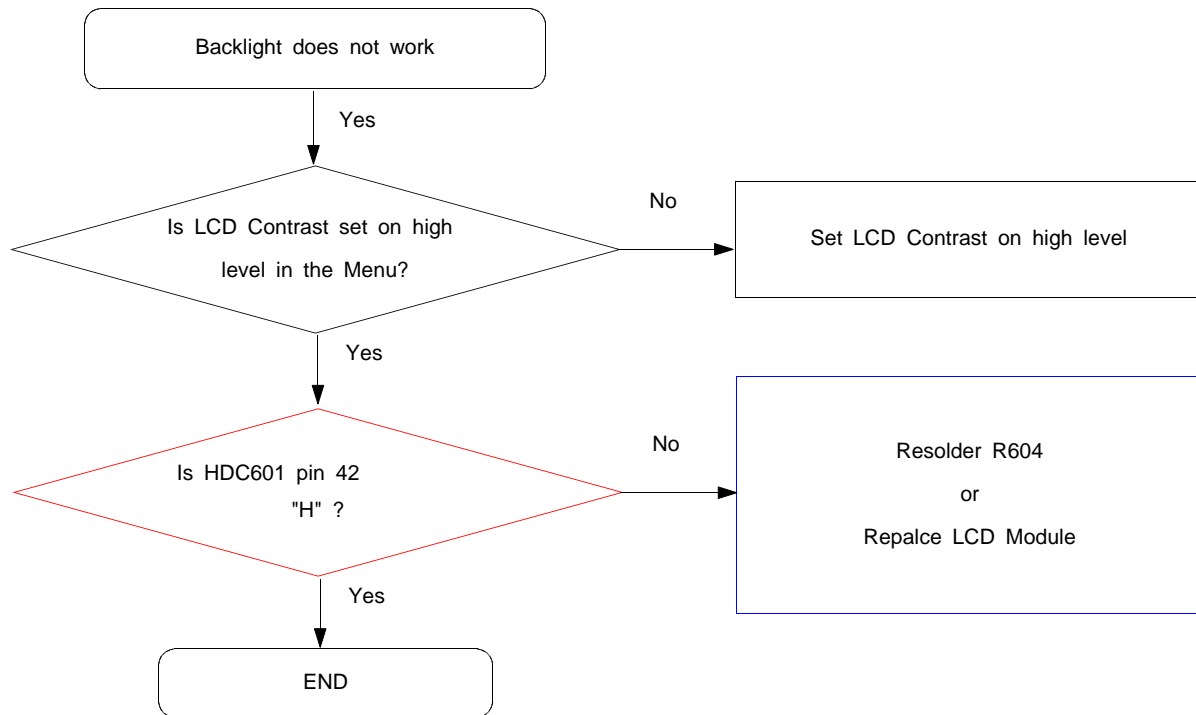 Backlight does not work
Yes
Is LCD Contrast set on high
level in the Menu?
No
Set LCD Contrast on high level
Yes
Is HDC601 pin 42
"H" ?
No
Resolder R604
or
Repalce LCD Module
Yes
END